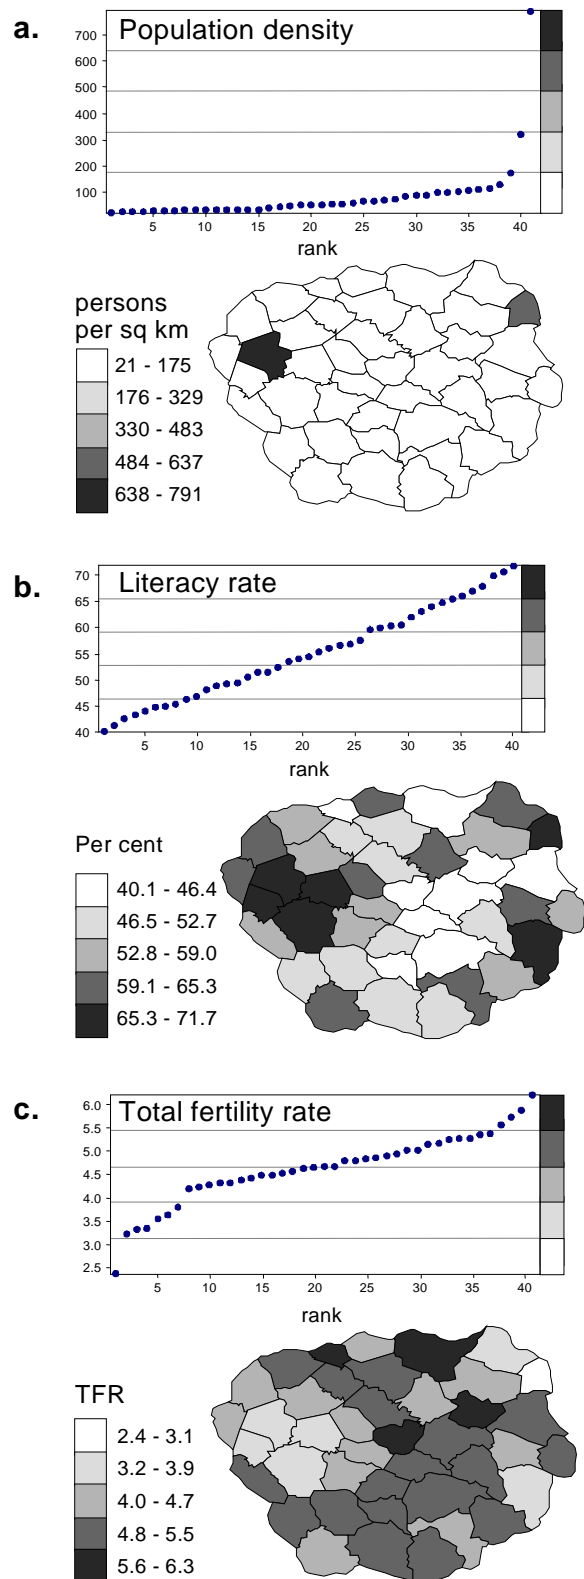 a.
Population density
700
600
500
400
300
200
100
5
10
15
20
25
30
35
40
rank
persons
per sq km
21 - 175
176 - 329
330 - 483
484 - 637
638 - 791
b.
Literacy rate
70
65
60
55
50
45
40
5
10
15
20
25
30
35
40
rank
Per cent
40.1 - 46.4
46.5 - 52.7
52.8 - 59.0
59.1 - 65.3
65.3 - 71.7
c.
Total fertility rate
6.0
5.5
5.0
4.5
4.0
3.5
3.0
2.5
5
10
15
20
25
30
35
40
rank
TFR
2.4 - 3.1
3.2 - 3.9
4.0 - 4.7
4.8 - 5.5
5.6 - 6.3